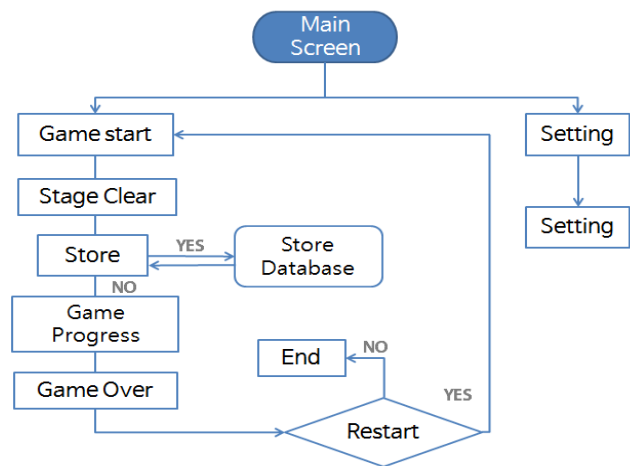 Main
Screen
Game start
Setting
Stage Clear
Setting
Store
YES
Store
Database
NO
Game
Progress
End
NO
Game Over
YES
Restart